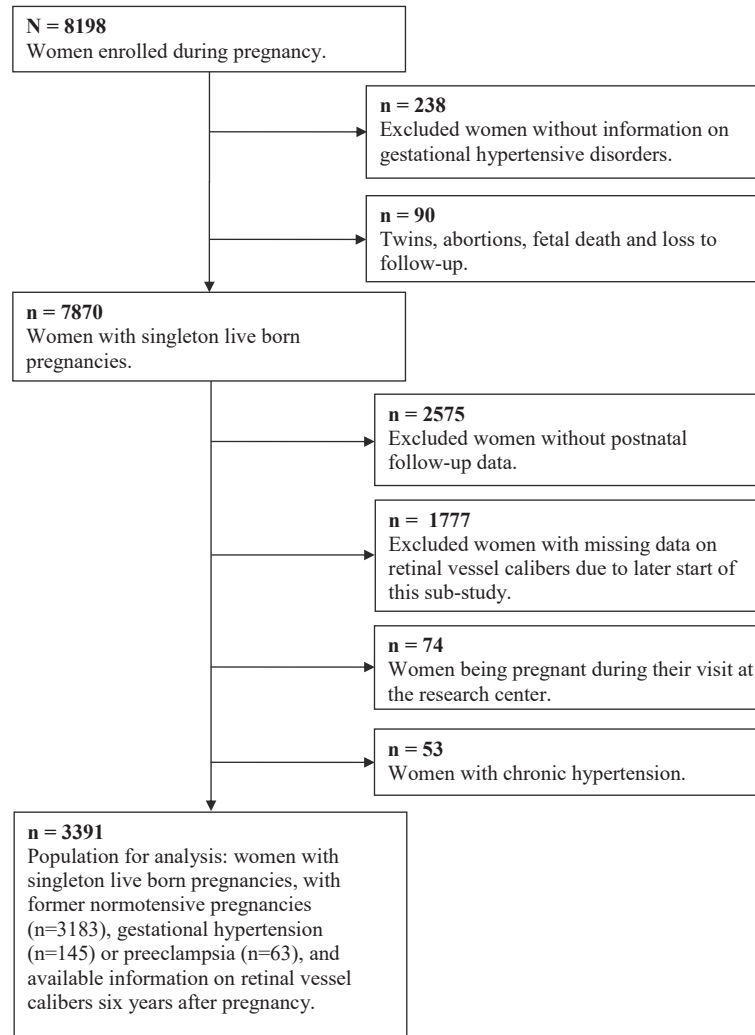 N = 8198
Women enrolled during pregnancy.
n = 238
Excluded women without information on
gestational hypertensive disorders.
n = 90
Twins, abortions, fetal death and loss to
follow-up.
n = 7870
Women with singleton live born
pregnancies.
n = 2575
Excluded women without postnatal
follow-up data.
n = 1777
Excluded women with missing data on
retinal vessel calibers due to later start of
this sub-study.
n = 74
Women being pregnant during their visit at
the research center.
n = 53
Women with chronic hypertension.
n = 3391
Population for analysis: women with
singleton live born pregnancies, with
former normotensive pregnancies
(n=3183), gestational hypertension
(n=145) or preeclampsia (n=63), and
available information on retinal vessel
calibers six years after pregnancy.